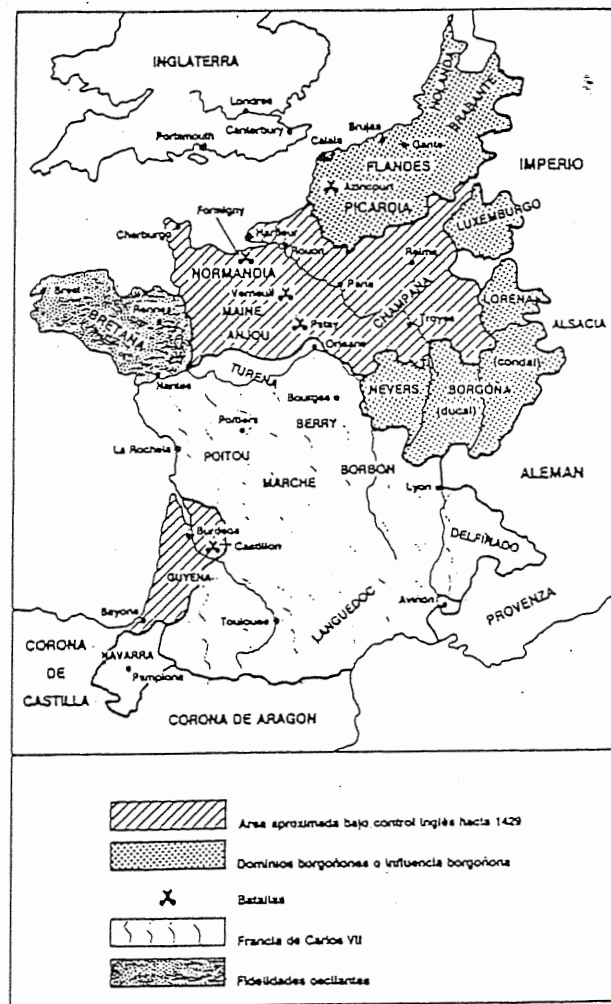 INGLATERRA
Londres
Canterbury
Portsmouth
HOLANDA
BRABANTE
Brujas
Gante
Calais
FLANDES
IMPERIO
Azincourt
PICARDIA
LUXEMBURGO
Formigny
Cherburgo
Harfleur
Rouen
Reims
NORMANDIA
Paris
Verneuil
CHAMPAÑA
LORENA
Brest
Rennes
BRETAÑA
MAINE
ANJOU
Patay
Troyes
ALSACIA
Orleans
Nantes
TURENA
NEVERS
BORGOÑA
(condal)
(ducal)
Bourges
BERRY
Poitiers
La Rochela
POITOU
BORBON
MARCHE
Lyon
ALEMAN
DELFINADO
Burdeos
Castillon
GUYENA
Aviñon
PROVENZA
Bayona
Toulouse
LANGUEDOC
CORONA
DE
CASTILLA
NAVARRA
Pamplona
CORONA DE ARAGON
Area aproximada bajo control inglés hacia 1429
Dominios borgoñones o influencia borgoñona
Batallas
Francia de Carlos VII
Fidelidades oscilantes